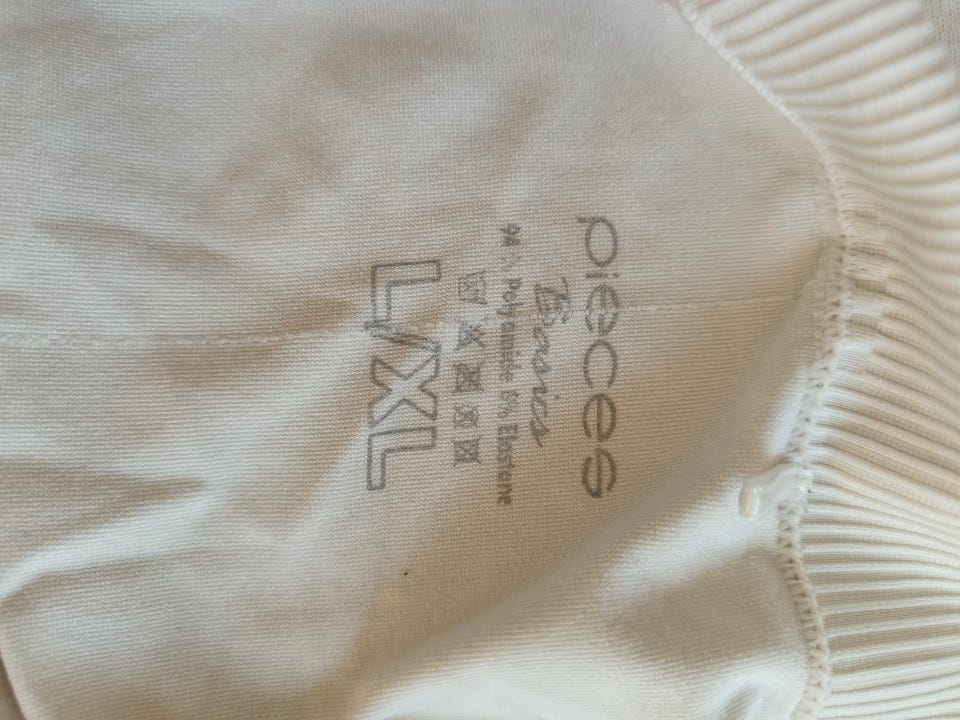 pieces
Basics
94 % Polyamide 6% Elastane
L/XL